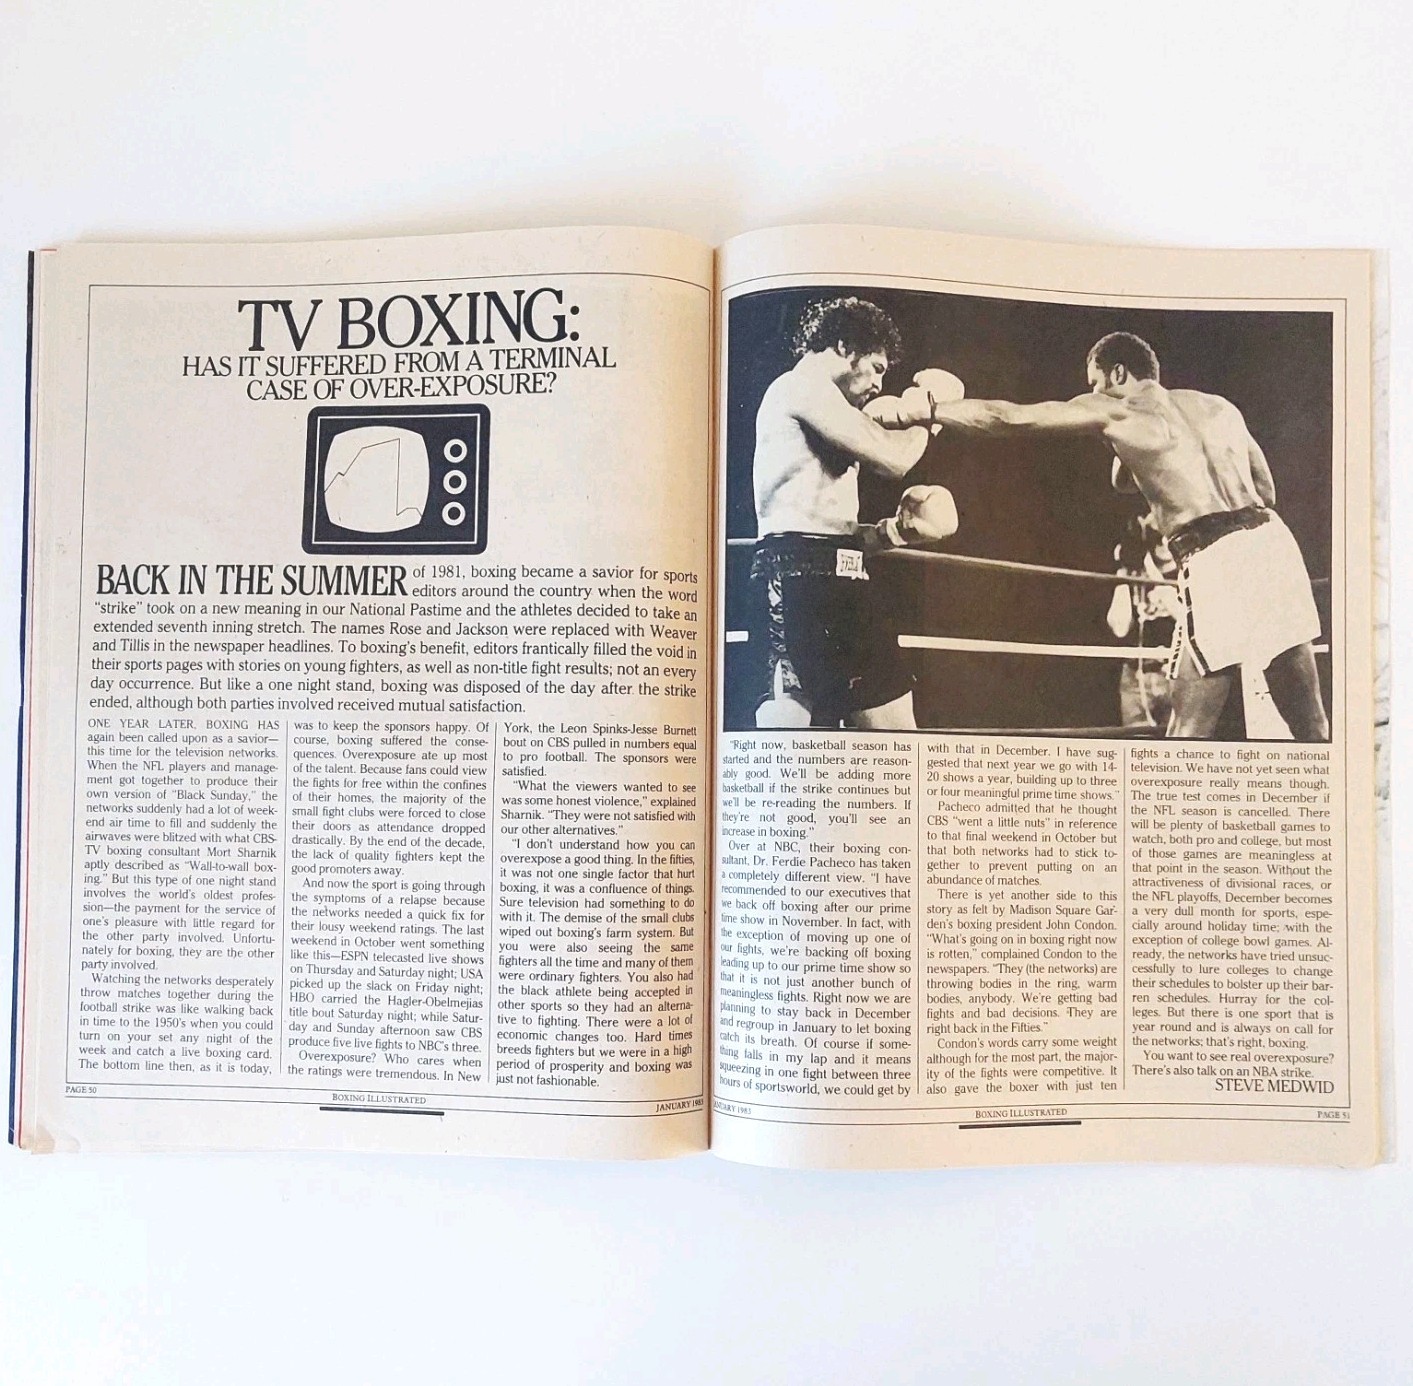 TV BOXING:
HAS IT SUFFERED FROM A TERMINAL
CASE OF OVER-EXPOSURE?
BACK IN THE SUMMER of 1981, boxing became a savior for sports
editors around the country when the word
"strike" took on a new meaning in our National Pastime and the athletes decided to take an
extended seventh inning stretch. The names Rose and Jackson were replaced with Weaver
and Tillis in the newspaper headlines. To boxing's benefit, editors frantically filled the void in
their sports pages with stories on young fighters, as well as non-title fight results; not an every
day occurrence. But like a one night stand, boxing was disposed of the day after the strike
ended, although both parties involved received mutual satisfaction.
ONE YEAR LATER, BOXING HAS
again been called upon as a savior—
this time for the television networks.
When the NFL players and manage-
ment got together to produce their
own version of "Black Sunday," the
networks suddenly had a lot of week-
end air time to fill and suddenly the
airwaves were blitzed with what CBS-
TV boxing consultant Mort Sharnik
aptly described as "Wall-to-wall box-
ing." But this type of one night stand
involves the world's oldest profes-
sion—the payment for the service of
one's pleasure with little regard for
the other party involved. Unfortu-
nately for boxing, they are the other
party involved.
Watching the networks desperately
throw matches together during the
football strike was like walking back
in time to the 1950's when you could
turn on your set any night of the
week and catch a live boxing card.
The bottom line then, as it is today,
was to keep the sponsors happy. Of
course, boxing suffered the conse-
quences. Overexposure ate up most
of the talent. Because fans could view
the fights for free within the confines
of their homes, the majority of the
small fight clubs were forced to close
their doors as attendance dropped
drastically. By the end of the decade,
the lack of quality fighters kept the
good promoters away.
And now the sport is going through
the symptoms of a relapse because
the networks needed a quick fix for
their lousy weekend ratings. The last
weekend in October went something
like this—ESPN telecasted live shows
on Thursday and Saturday night; USA
picked up the slack on Friday night;
HBO carried the Hagler-Obelmejias
title bout Saturday night; while Satur-
day and Sunday afternoon saw CBS
produce five live fights to NBC's three.
Overexposure? Who cares when
the ratings were tremendous. In New
York, the Leon Spinks-Jesse Burnett
bout on CBS pulled in numbers equal
to pro football. The sponsors were
satisfied.
"What the viewers wanted to see
was some honest violence," explained
Sharnik. "They were not satisfied with
our other alternatives."
"I don't understand how you can
overexpose a good thing. In the fifties,
it was not one single factor that hurt
boxing, it was a confluence of things.
Sure television had something to do
with it. The demise of the small clubs
wiped out boxing's farm system. But
you were also seeing the same
fighters all the time and many of them
were ordinary fighters. You also had
the black athlete being accepted in
other sports so they had an alterna-
tive to fighting. There were a lot of
economic changes too. Hard times
breeds fighters but we were in a high
period of prosperity and boxing was
just not fashionable.
PAGE 50
BOXING ILLUSTRATED
JANUARY 1983
EVERLA
"Right now, basketball season has
started and the numbers are reason-
ably good. We'll be adding more
basketball if the strike continues but
we'll be re-reading the numbers. If
they're not good, you'll see an
increase in boxing."
Over at NBC, their boxing con-
sultant, Dr. Ferdie Pacheco has taken
a completely different view. "I have
recommended to our executives that
we back off boxing after our prime
time show in November. In fact, with
the exception of moving up one of
our fights, we're backing off boxing
leading up to our prime time show so
that it is not just another bunch of
meaningless fights. Right now we are
planning to stay back in December
and regroup in January to let boxing
catch its breath. Of course if some-
thing falls in my lap and it means
squeezing in one fight between three
hours of sportsworld, we could get by
with that in December. I have sug-
gested that next year we go with 14-
20 shows a year, building up to three
or four meaningful prime time shows."
Pacheco admitted that he thought
CBS "went a little nuts" in reference
to that final weekend in October but
that both networks had to stick to-
gether to prevent putting on an
abundance of matches.
There is yet another side to this
story as felt by Madison Square Gar-
den's boxing president John Condon.
"What's going on in boxing right now
is rotten," complained Condon to the
newspapers. "They (the networks) are
throwing bodies in the ring, warm
bodies, anybody. We're getting bad
fights and bad decisions. They are
right back in the Fifties."
Condon's words carry some weight
although for the most part, the major-
ity of the fights were competitive. It
also gave the boxer with just ten
fights a chance to fight on national
television. We have not yet seen what
overexposure really means though.
The true test comes in December if
the NFL season is cancelled. There
will be plenty of basketball games to
watch, both pro and college, but most
of those games are meaningless at
that point in the season. Without the
attractiveness of divisional races, or
the NFL playoffs, December becomes
a very dull month for sports, espe-
cially around holiday time; with the
exception of college bowl games. Al-
ready, the networks have tried unsuc-
cessfully to lure colleges to change
their schedules to bolster up their bar-
ren schedules. Hurray for the col-
leges. But there is one sport that is
year round and is always on call for
the networks; that's right, boxing.
You want to see real overexposure?
There's also talk on an NBA strike.
STEVE MEDWID
ANUARY 1983
BOXING ILLUSTRATED
PAGE 51